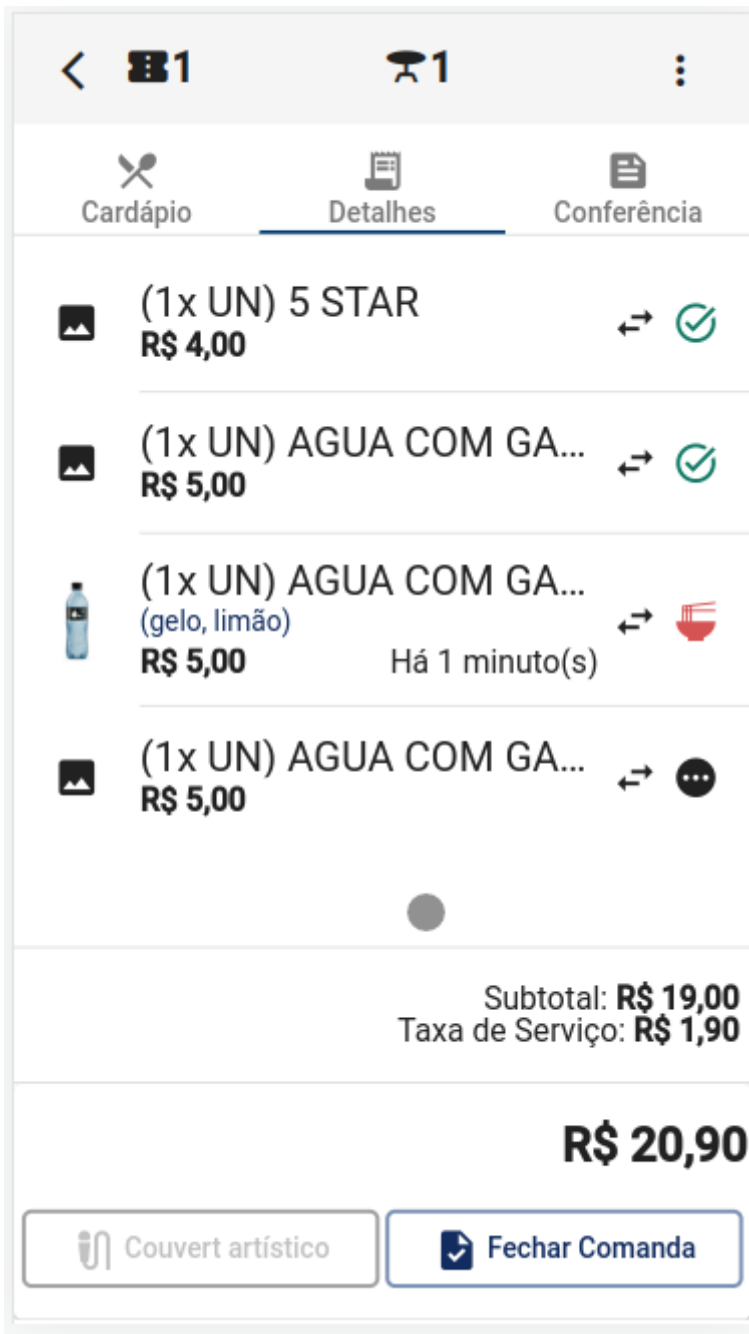 1 1
Cardápio Detalhes Conferência
(1x UN) 5 STAR
R$ 4,00
(1x UN) AGUA COM GA...
R$ 5,00
(1x UN) AGUA COM GA...
(gelo, limão)
R$ 5,00 Há 1 minuto(s)
(1x UN) AGUA COM GA...
R$ 5,00
Subtotal: R$ 19,00
Taxa de Serviço: R$ 1,90
R$ 20,90
Couvert artístico Fechar Comanda